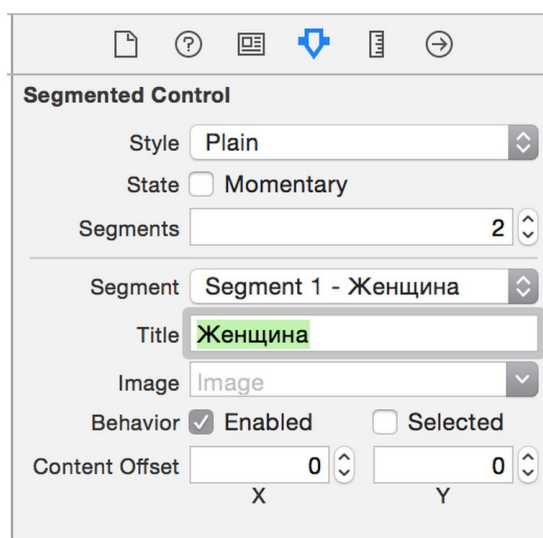 Segmented Control
Style Plain
State Momentary
Segments 2
Segment Segment 1 - Женщина
Title Женщина
Image Image
Behavior Enabled Selected
Content Offset 0 0
X Y